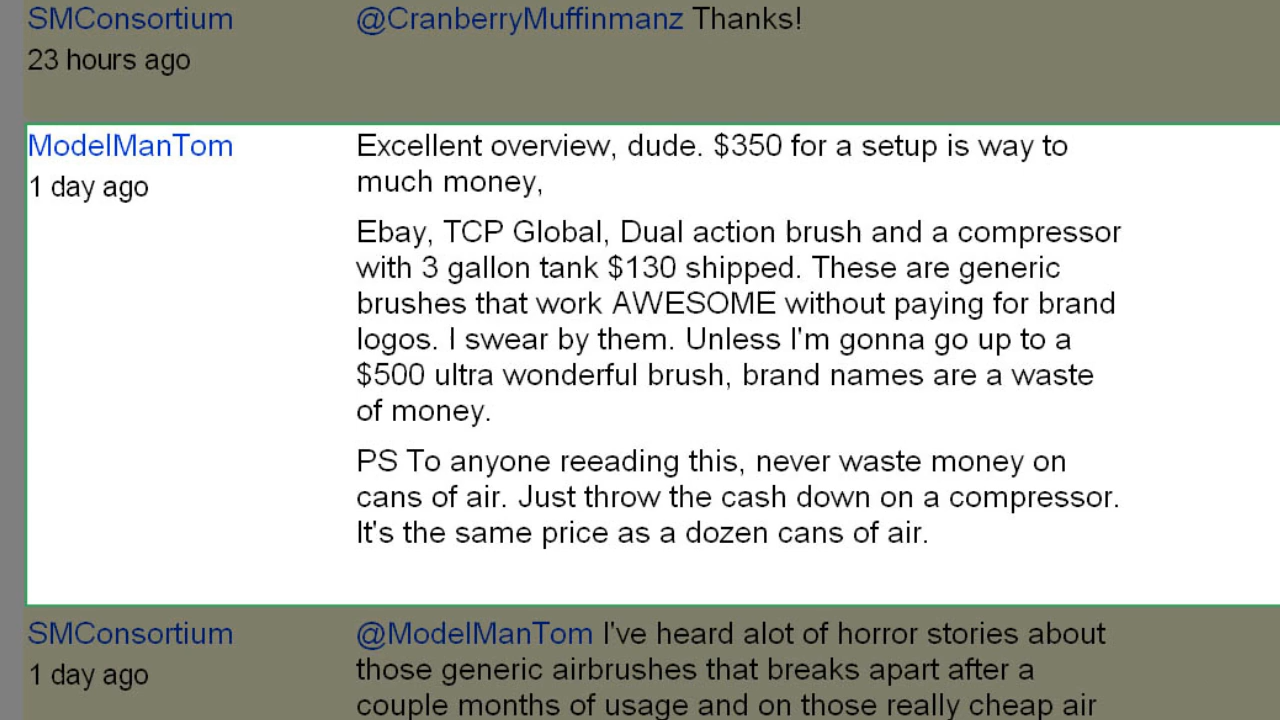 SMConsortium @CranberryMuffinmanz Thanks!
23 hours ago
ModelManTom Excellent overview, dude. $350 for a setup is way to
1 day ago much money,
Ebay, TCP Global, Dual action brush and a compressor
with 3 gallon tank $130 shipped. These are generic
brushes that work AWESOME without paying for brand
logos. I swear by them. Unless I'm gonna go up to a
$500 ultra wonderful brush, brand names are a waste
of money.
PS To anyone reeading this, never waste money on
cans of air. Just throw the cash down on a compressor.
It's the same price as a dozen cans of air.
SMConsortium @ModelManTom I've heard alot of horror stories about
1 day ago those generic airbrushes that breaks apart after a
couple months of usage and on those really cheap air